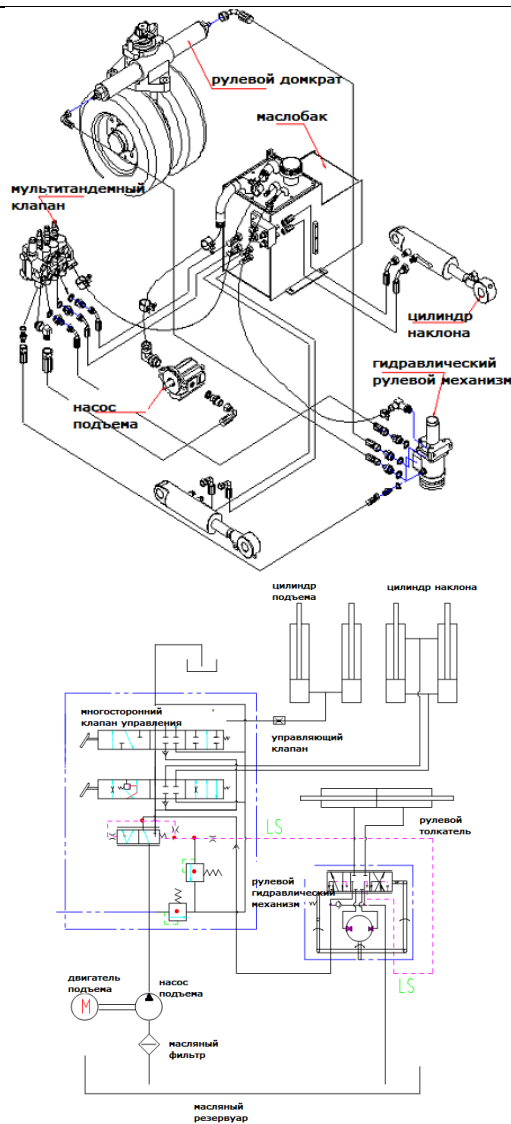 рулевой домкрат
маслобак
мультитандемный
клапан
цилиндр
наклона
гидравлический
рулевой механизм
насос
подъема
цилиндр
подъема
цилиндр наклона
многосторонний
клапан управления
управляющий
клапан
LS
рулевой
толкатель
рулевой
гидравлический
механизм
LS
двигатель
подъема
насос
подъема
M
масляный
фильтр
масляный
резервуар